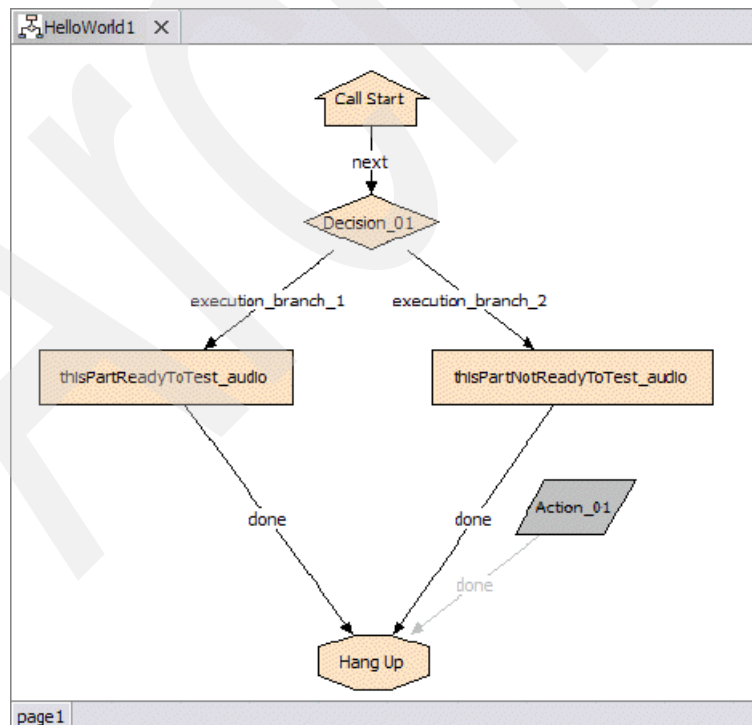 HelloWorld1
Call Start
next
Decision_01
execution_branch_1
execution_branch_2
thisPartReadyToTest_audio
thisPartNotReadyToTest_audio
Action_01
done
done
done
Hang Up
page1